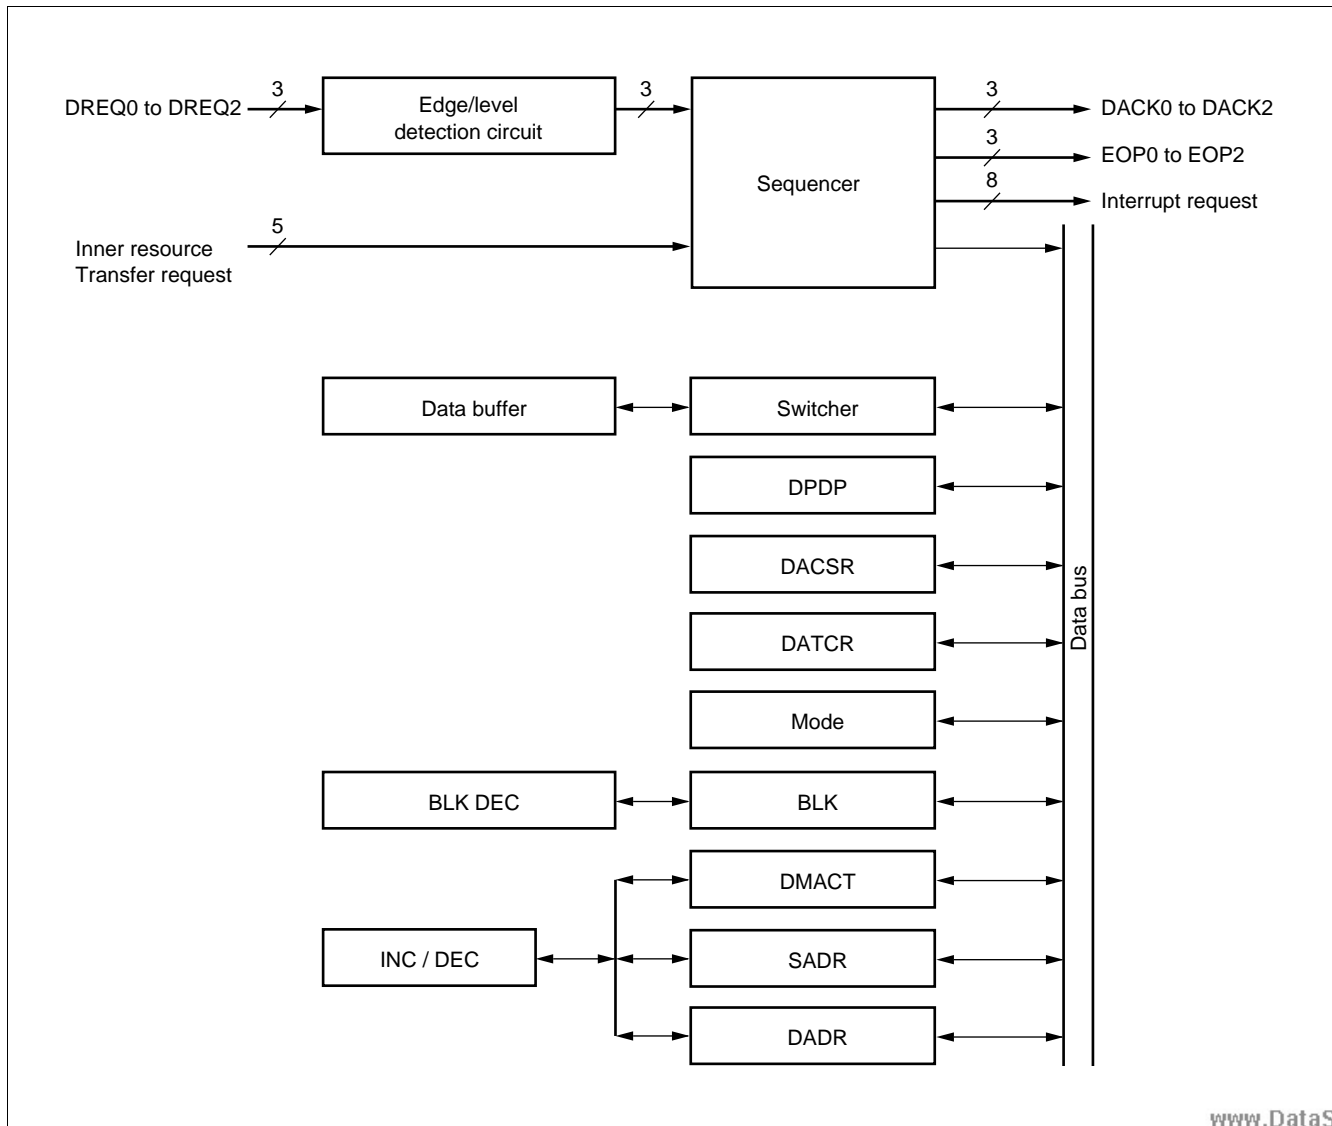 DREQ0 to DREQ2
3
Edge/level
detection circuit
3
Sequencer
3
DACK0 to DACK2
3
EOP0 to EOP2
8
Interrupt request
5
Inner resource
Transfer request
Data buffer
Switcher
DPDP
DACSR
DATCR
Data bus
Mode
BLK DEC
BLK
DMACT
INC / DEC
SADR
DADR
www.DataS